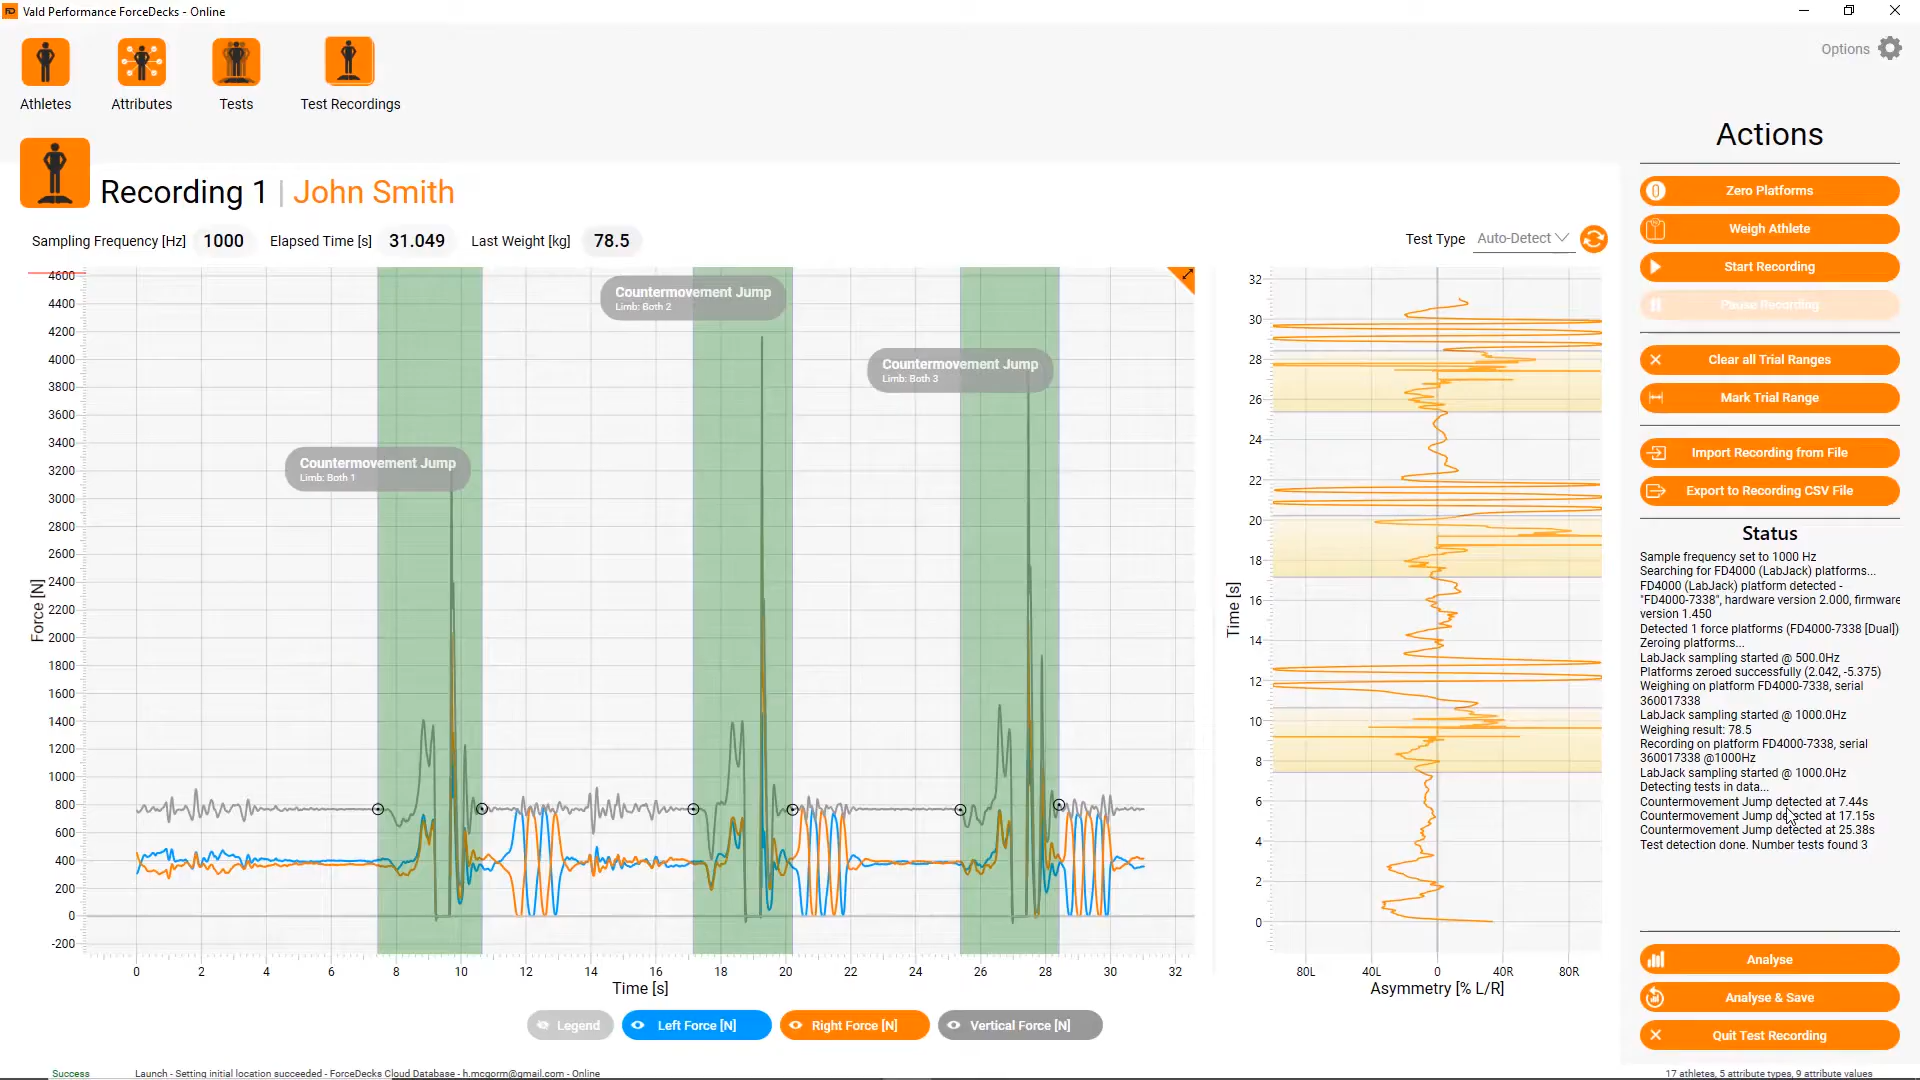 Vald Performance ForceDecks - Online
Options
Athletes
Attributes
Tests
Test Recordings
Recording 1 | John Smith
Sampling Frequency [Hz] 1000 Elapsed Time [s] 31.049 Last Weight [kg] 78.5
Test Type Auto-Detect
4600
4400
4200
4000
3800
3600
3400
3200
3000
2800
2600
2400
2200
2000
1800
1600
1400
1200
1000
800
600
400
200
0
-200
Force [N]
Countermovement Jump
Limb: Both 1
Countermovement Jump
Limb: Both 2
Countermovement Jump
Limb: Both 3
0 2 4 6 8 10 12 14 16 18 20 22 24 26 28 30 32
Time [s]
Legend
Left Force [N]
Right Force [N]
Vertical Force [N]
32
30
28
26
24
22
20
18
16
14
12
10
8
6
4
2
0
Time [s]
80L 40L 0 40R 80R
Asymmetry [% L/R]
Actions
Zero Platforms
Weigh Athlete
Start Recording
Pause Recording
Clear all Trial Ranges
Mark Trial Range
Import Recording from File
Export to Recording CSV File
Status
Sample frequency set to 1000 Hz
Searching for FD4000 (LabJack) platforms...
FD4000 (LabJack) platform detected -
"FD4000-7338", hardware version 2.000, firmware
version 1.450
Detected 1 force platforms (FD4000-7338 [Dual])
Zeroing platforms...
LabJack sampling started @ 500.0Hz
Platforms zeroed successfully (2.042, -5.375)
Weighing on platform FD4000-7338, serial
360017338
LabJack sampling started @ 1000.0Hz
Weighing result: 78.5
Recording on platform FD4000-7338, serial
360017338 @1000Hz
LabJack sampling started @ 1000.0Hz
Detecting tests in data...
Countermovement Jump detected at 7.44s
Countermovement Jump detected at 17.15s
Countermovement Jump detected at 25.38s
Test detection done. Number tests found 3
Analyse
Analyse & Save
Quit Test Recording
Success
Launch - Setting initial location succeeded - ForceDecks Cloud Database - h.mcgorm@gmail.com - Online
17 athletes, 5 attribute types, 9 attribute values